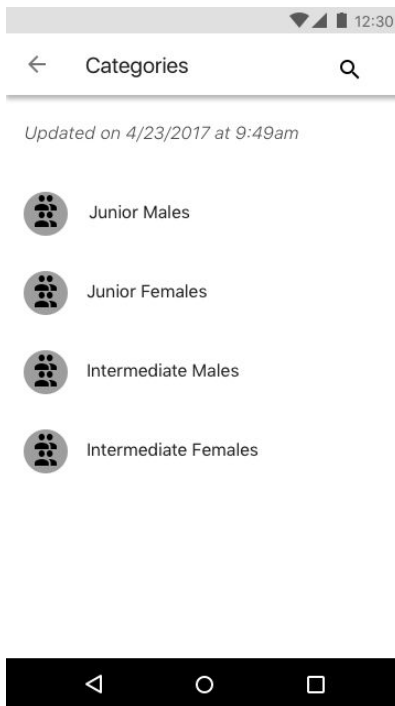 12:30
Categories
Updated on 4/23/2017 at 9:49am
Junior Males
Junior Females
Intermediate Males
Intermediate Females